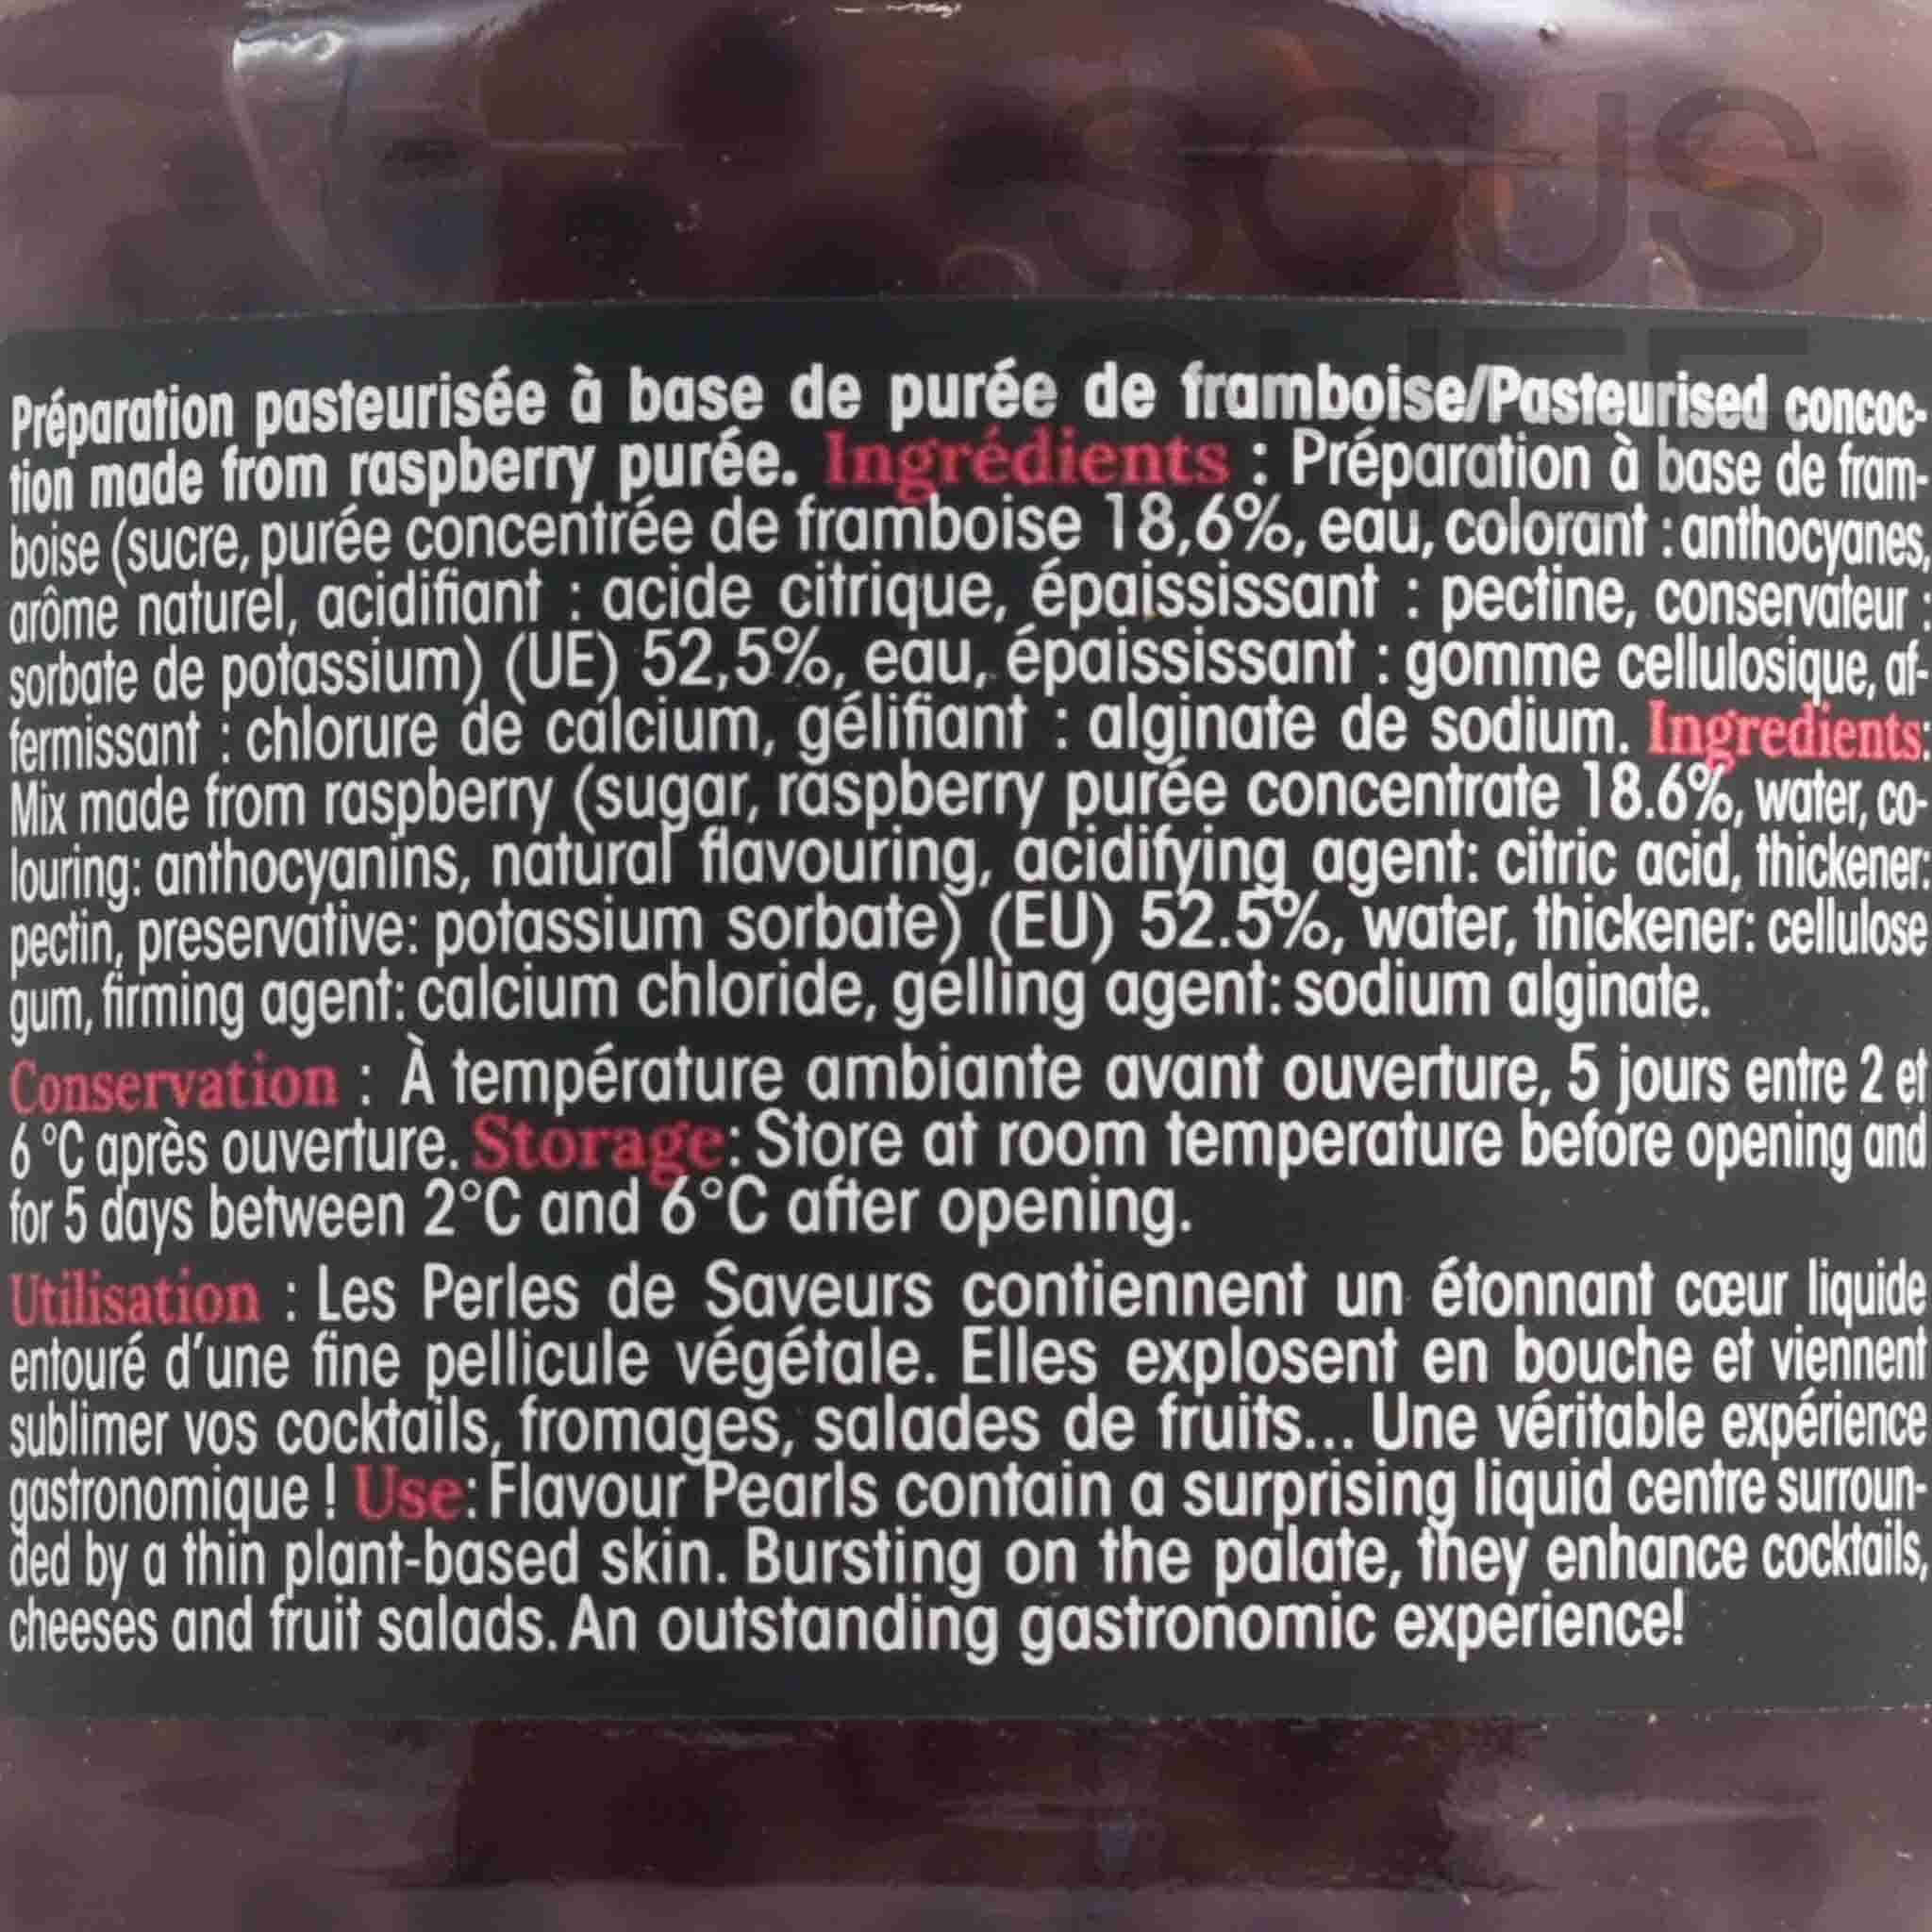 SOUS
CHEF
Préparation pasteurisée à base de purée de framboise/Pasteurised concoc-
tion made from raspberry purée. Ingrédients : Préparation à base de fram-
boise (sucre, purée concentrée de framboise 18,6%, eau, colorant : anthocyanes,
arôme naturel, acidifiant : acide citrique, épaississant : pectine, conservateur :
sorbate de potassium) (UE) 52,5%, eau, épaississant : gomme cellulosique, af-
fermissant : chlorure de calcium, gélifiant : alginate de sodium. Ingredients:
Mix made from raspberry (sugar, raspberry purée concentrate 18.6%, water, co-
louring: anthocyanins, natural flavouring, acidifying agent: citric acid, thickener:
pectin, preservative: potassium sorbate) (EU) 52.5%, water, thickener: cellulose
gum, firming agent: calcium chloride, gelling agent: sodium alginate.
Conservation : À température ambiante avant ouverture, 5 jours entre 2 et
6 °C après ouverture. Storage: Store at room temperature before opening and
for 5 days between 2°C and 6°C after opening.
Utilisation : Les Perles de Saveurs contiennent un étonnant cœur liquide
entouré d'une fine pellicule végétale. Elles explosent en bouche et viennent
sublimer vos cocktails, fromages, salades de fruits... Une véritable expérience
gastronomique ! Use: Flavour Pearls contain a surprising liquid centre surroun-
ded by a thin plant-based skin. Bursting on the palate, they enhance cocktails,
cheeses and fruit salads. An outstanding gastronomic experience!